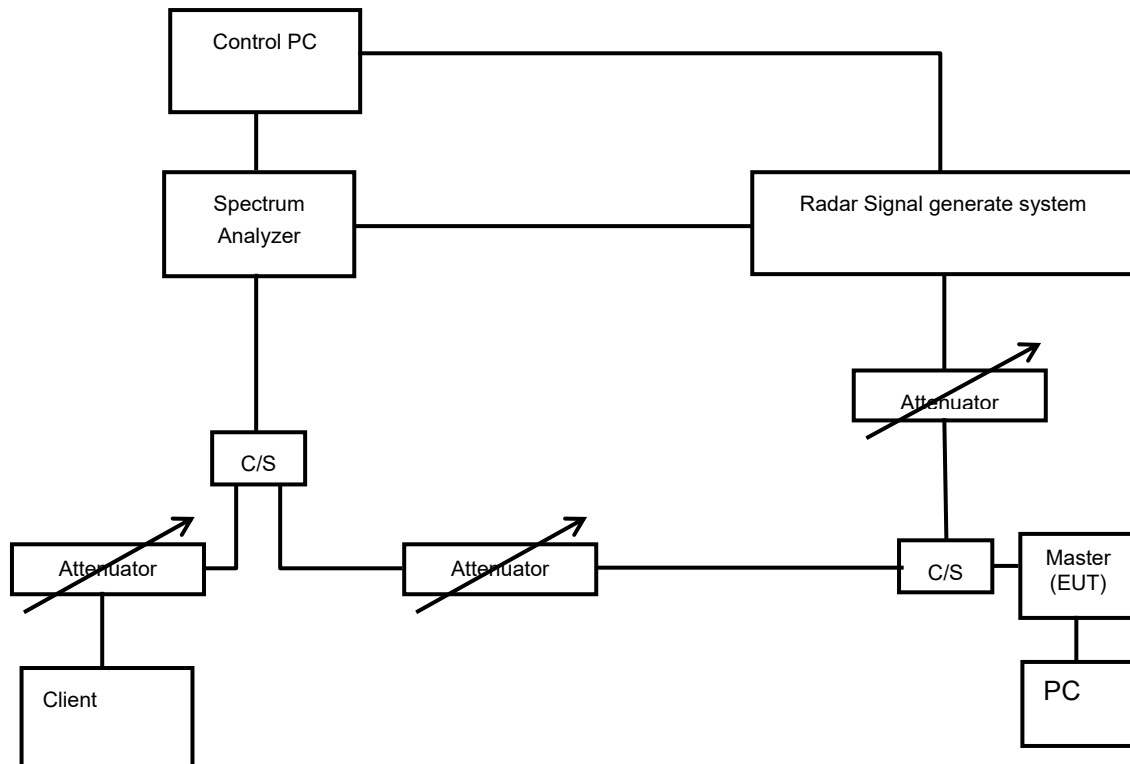 Control PC
Spectrum
Analyzer
Radar Signal generate system
Attenuator
C/S
Attenuator
Attenuator
C/S
Master
(EUT)
Client
PC